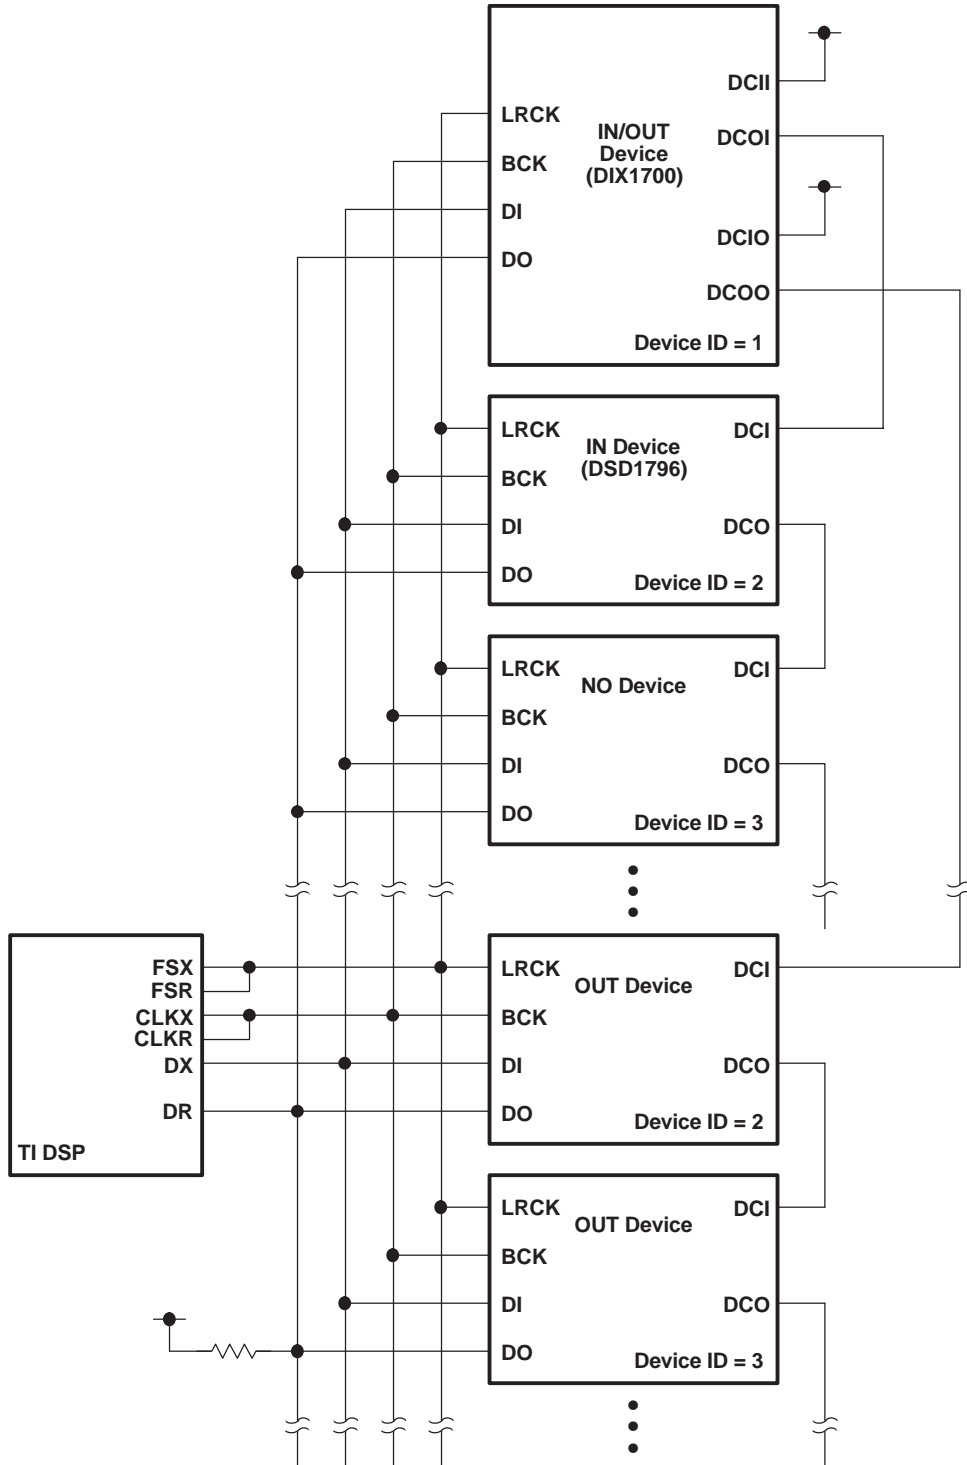 DCII
LRCK
IN/OUT
Device
(DIX1700)
DCOI
BCK
DI
DCIO
DO
DCOO
Device ID = 1
LRCK
DCI
IN Device
(DSD1796)
BCK
DI
DCO
DO
Device ID = 2
LRCK
DCI
NO Device
BCK
DI
DCO
DO
Device ID = 3
FSX
FSR
CLKX
CLKR
DX
DR
TI DSP
LRCK
DCI
OUT Device
BCK
DI
DCO
DO
Device ID = 2
LRCK
DCI
OUT Device
BCK
DI
DCO
DO
Device ID = 3